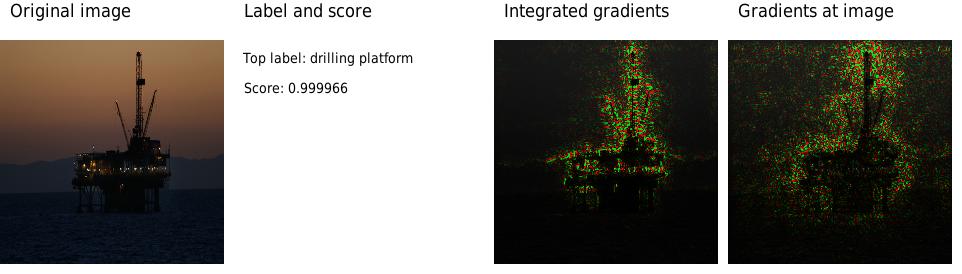 Original image
Label and score
Integrated gradients
Gradients at image
Top label: drilling platform
Score: 0.999966